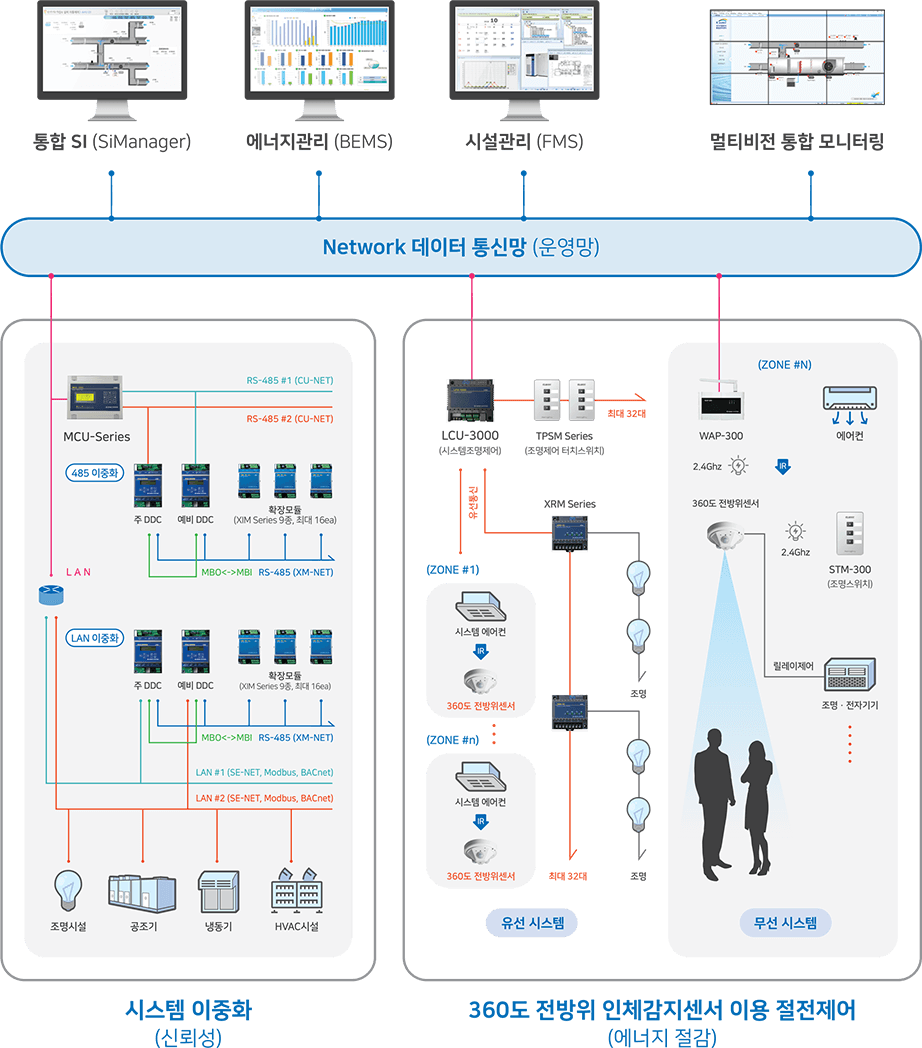 통합 SI (SiManager)
에너지관리 (BEMS)
시설관리 (FMS)
멀티비전 통합 모니터링
Network 데이터 통신망 (운영망)
RS-485 #1 (CU-NET)
RS-485 #2 (CU-NET)
MCU-Series
485 이중화
주 DDC
예비 DDC
확장모듈
(XIM Series 9종, 최대 16ea)
MBO<->MBI
RS-485 (XM-NET)
LAN
LAN 이중화
주 DDC
예비 DDC
확장모듈
(XIM Series 9종, 최대 16ea)
MBO<->MBI
RS-485 (XM-NET)
LAN #1 (SE-NET, Modbus, BACnet)
LAN #2 (SE-NET, Modbus, BACnet)
조명시설
공조기
냉동기
HVAC시설
시스템 이중화
(신뢰성)
LCU-3000
(시스템조명제어)
TPSM Series
(조명제어 터치스위치)
최대 32대
유선통신
XRM Series
(ZONE #1)
시스템 에어컨
IR
360도 전방위센서
(ZONE #n)
시스템 에어컨
IR
360도 전방위센서
조명
최대 32대
조명
유선 시스템
(ZONE #N)
WAP-300
에어컨
2.4Ghz
IR
360도 전방위센서
2.4Ghz
STM-300
(조명스위치)
릴레이제어
조명 · 전자기기
무선 시스템
360도 전방위 인체감지센서 이용 절전제어
(에너지 절감)